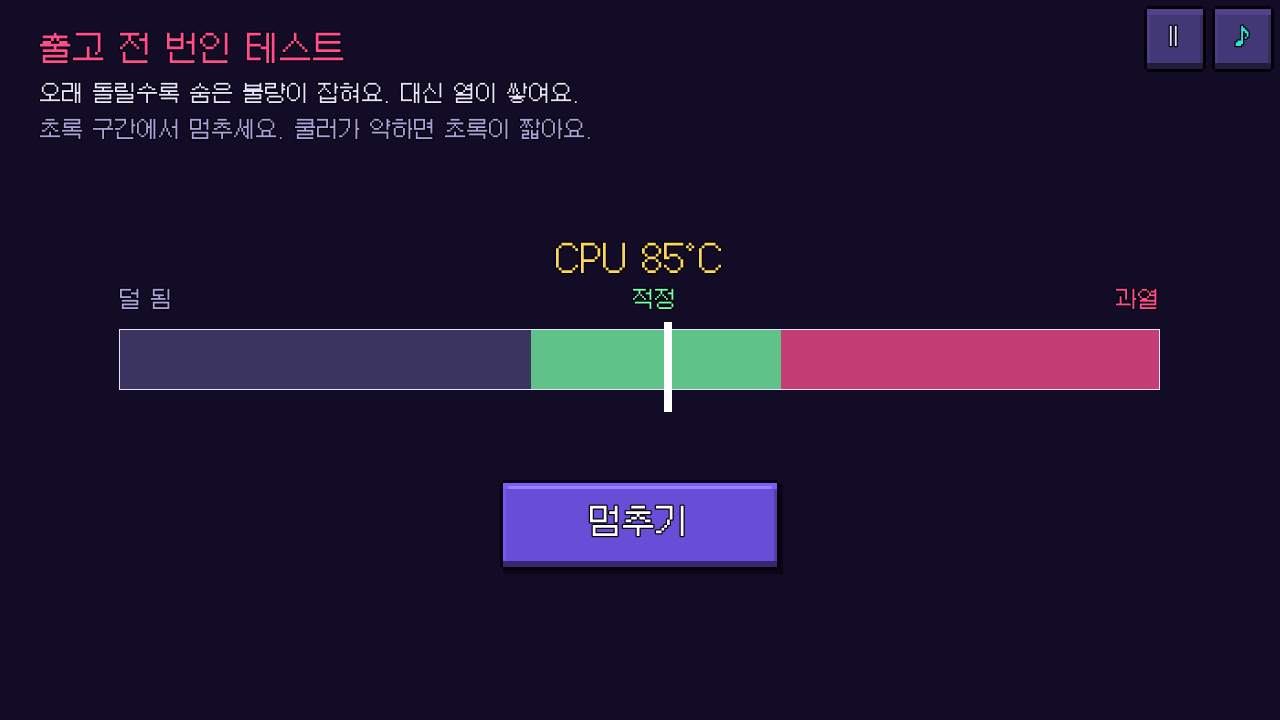 출고 전 번인 테스트
오래 돌릴수록 숨은 불량이 잡혀요. 대신 열이 쌓여요.
초록 구간에서 멈추세요. 쿨러가 약하면 초록이 짧아요.
CPU 85°C
덜 됨 적정 과열
멈추기